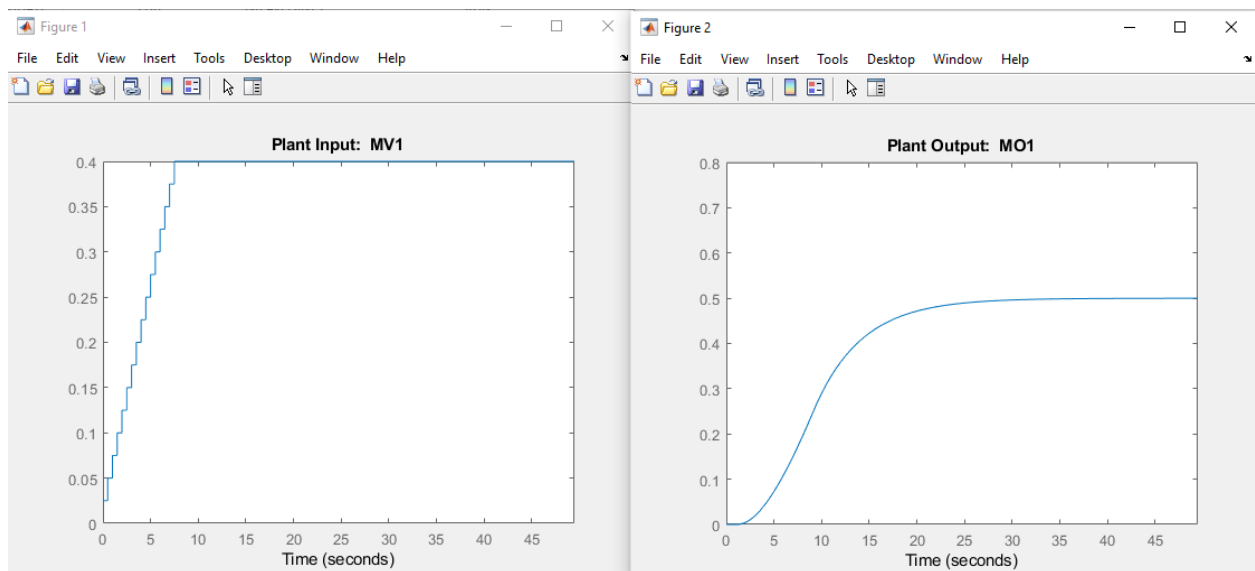 Figure 1
File Edit View Insert Tools Desktop Window Help
Plant Input: MV1
0.4
0.35
0.3
0.25
0.2
0.15
0.1
0.05
0
0 5 10 15 20 25 30 35 40 45
Time (seconds)
Figure 2
File Edit View Insert Tools Desktop Window Help
Plant Output: MO1
0.8
0.7
0.6
0.5
0.4
0.3
0.2
0.1
0
0 5 10 15 20 25 30 35 40 45
Time (seconds)